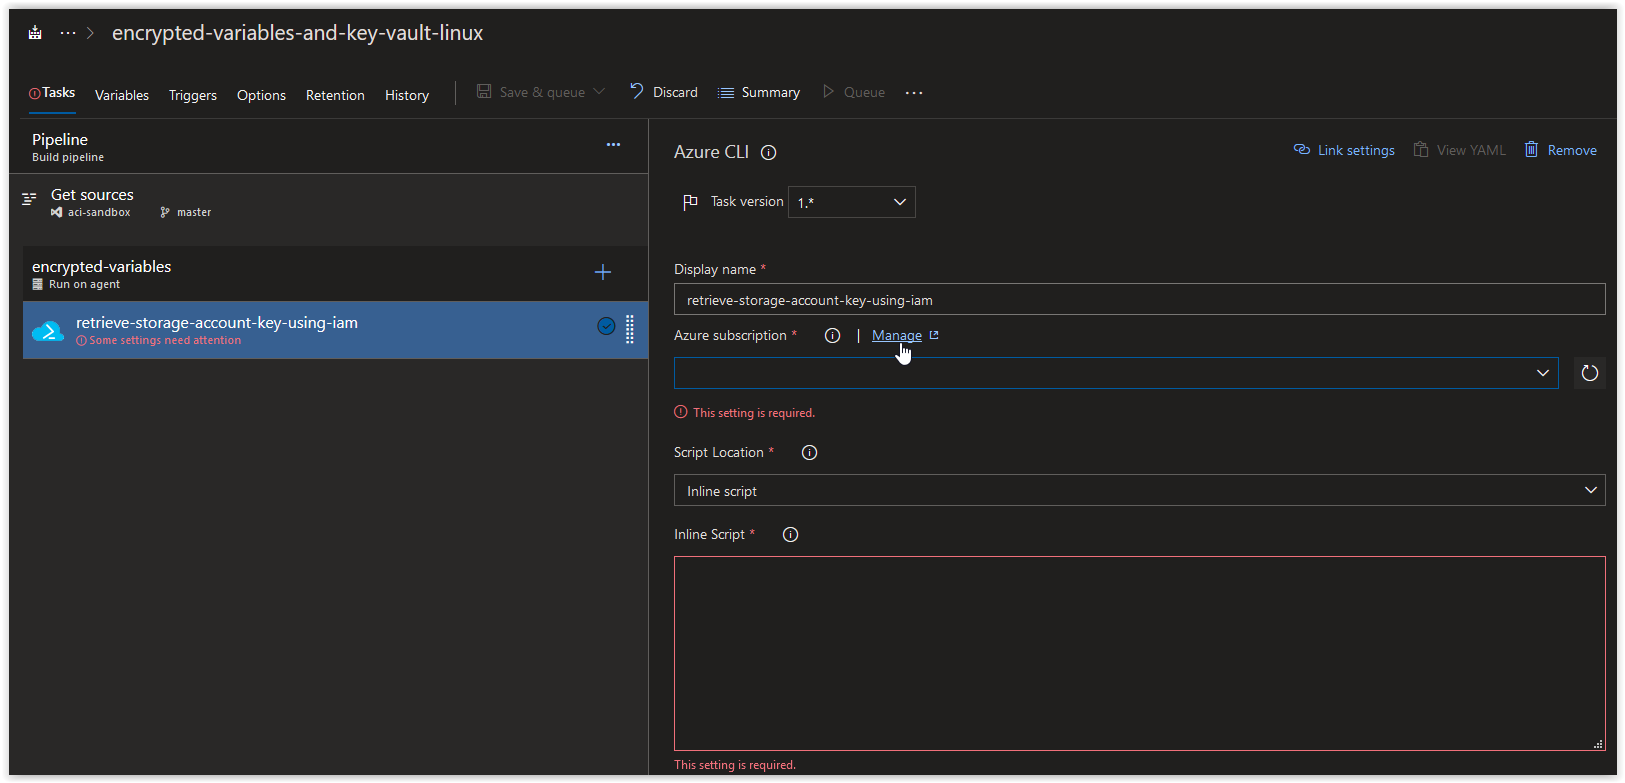 ··· > encrypted-variables-and-key-vault-linux
Tasks Variables Triggers Options Retention History Save & queue Discard Summary Queue ···
Pipeline ···
Build pipeline
Get sources
aci-sandbox master
encrypted-variables
Run on agent
retrieve-storage-account-key-using-iam
Some settings need attention
Azure CLI
Link settings View YAML Remove
Task version 1.*
Display name *
retrieve-storage-account-key-using-iam
Azure subscription * | Manage
This setting is required.
Script Location *
Inline script
Inline Script *
This setting is required.